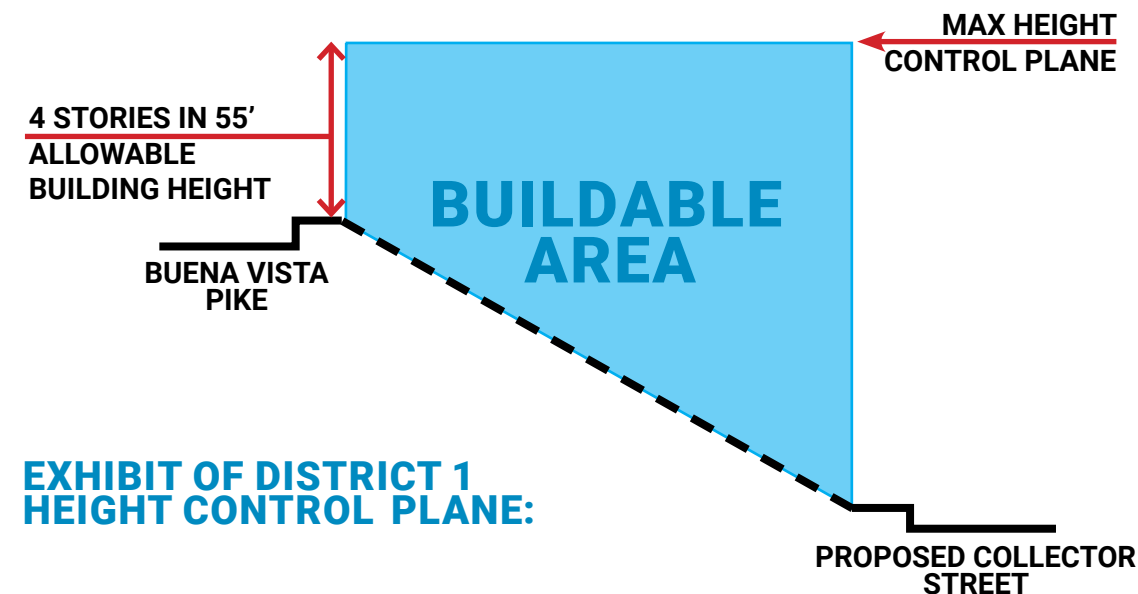 MAX HEIGHT
CONTROL PLANE
4 STORIES IN 55’
ALLOWABLE
BUILDING HEIGHT
BUILDABLE
AREA
BUENA VISTA
PIKE
EXHIBIT OF DISTRICT 1
HEIGHT CONTROL PLANE:
PROPOSED COLLECTOR
STREET